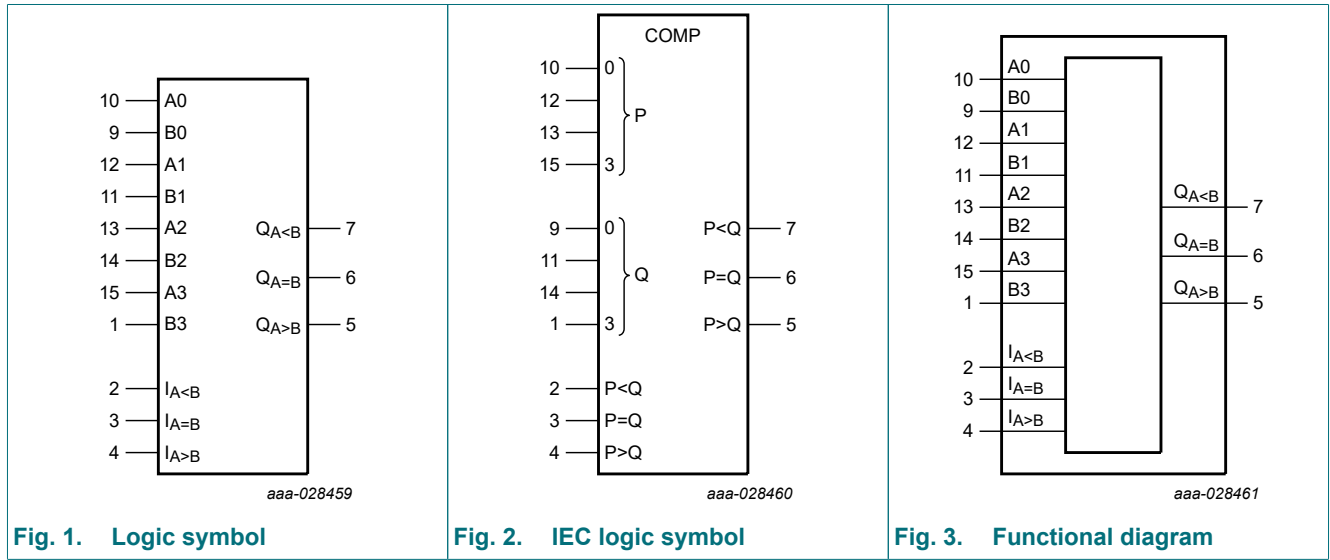 10 A0
9 B0
12 A1
11 B1
13 A2 QA<B 7
14 B2
QA=B 6
15 A3
1 B3 QA>B 5
2 IA<B
3 IA=B
4 IA>B
aaa-028459
Fig. 1. Logic symbol
COMP
10 0
12
P
13
15 3
9 0 P<Q 7
11
Q P=Q 6
14
1 3 P>Q 5
2 P<Q
3 P=Q
4 P>Q
aaa-028460
Fig. 2. IEC logic symbol
A0
10
B0
9
A1
12
B1
11
A2 QA<B
13 7
B2
14 QA=B
A3 6
15
B3 QA>B
1 5
IA<B
2
IA=B
3
IA>B
4
aaa-028461
Fig. 3. Functional diagram